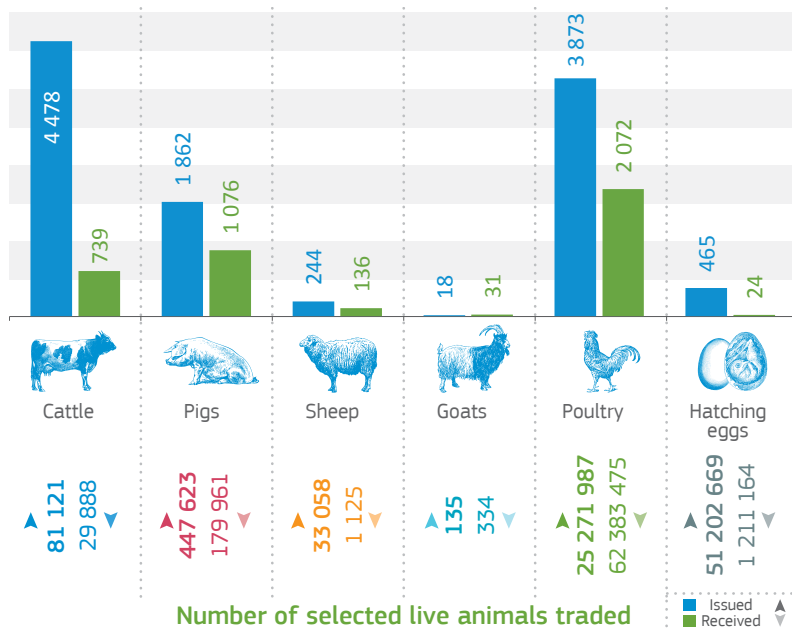 4 478
739
1 862
1 076
244
136
18
31
3 873
2 072
465
24
Cattle
Pigs
Sheep
Goats
Poultry
Hatching
eggs
81 121
29 888
447 623
179 961
33 058
1 125
135
334
25 271 987
62 383 475
51 202 669
1 211 164
Number of selected live animals traded
Issued
Received